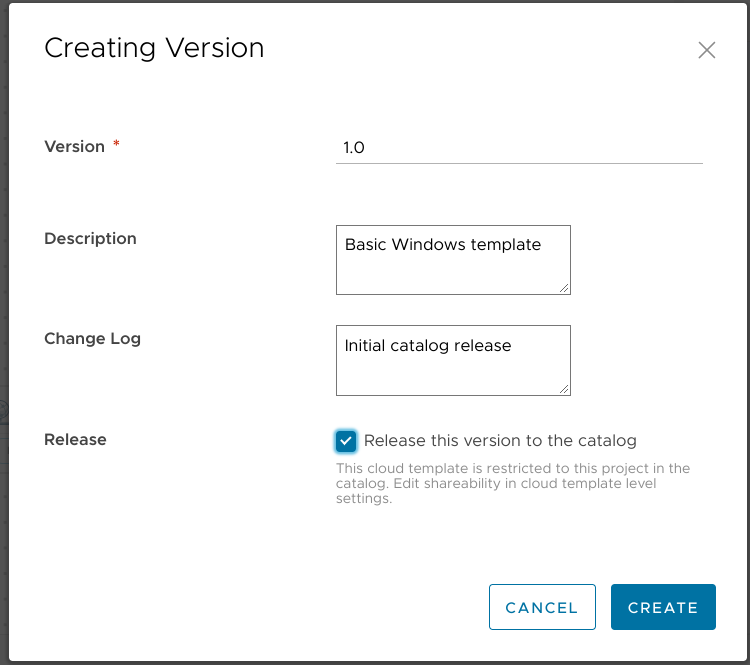 Creating Version
Version *
1.0
Description
Basic Windows template
Change Log
Initial catalog release
Release
Release this version to the catalog
This cloud template is restricted to this project in the
catalog. Edit shareability in cloud template level
settings.
CANCEL
CREATE